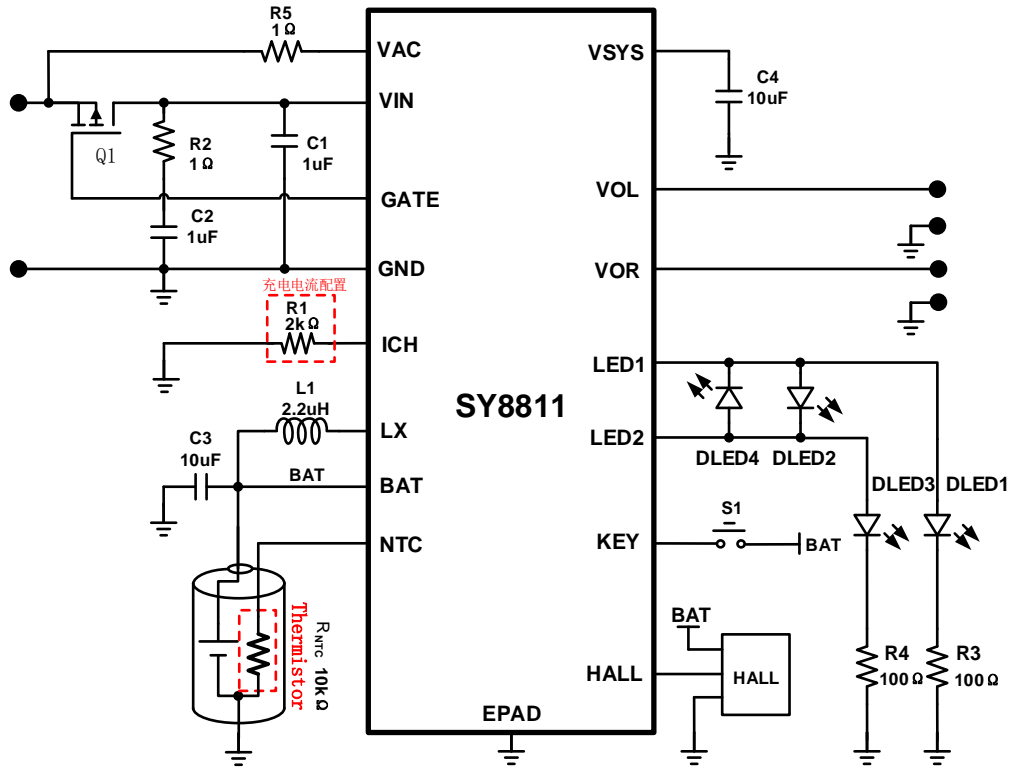 R5
1Ω
VAC
VIN
Q1
R2
1Ω
C1
1uF
GATE
C2
1uF
GND
充电电流配置
R1
2kΩ
ICH
L1
2.2uH
LX
C3
10uF
BAT
BAT
NTC
RNTC 10kΩ
Thermistor
SY8811
EPAD
VSYS
C4
10uF
VOL
VOR
LED1
LED2
DLED4
DLED2
DLED3
DLED1
S1
KEY
BAT
BAT
HALL
HALL
R4
100Ω
R3
100Ω